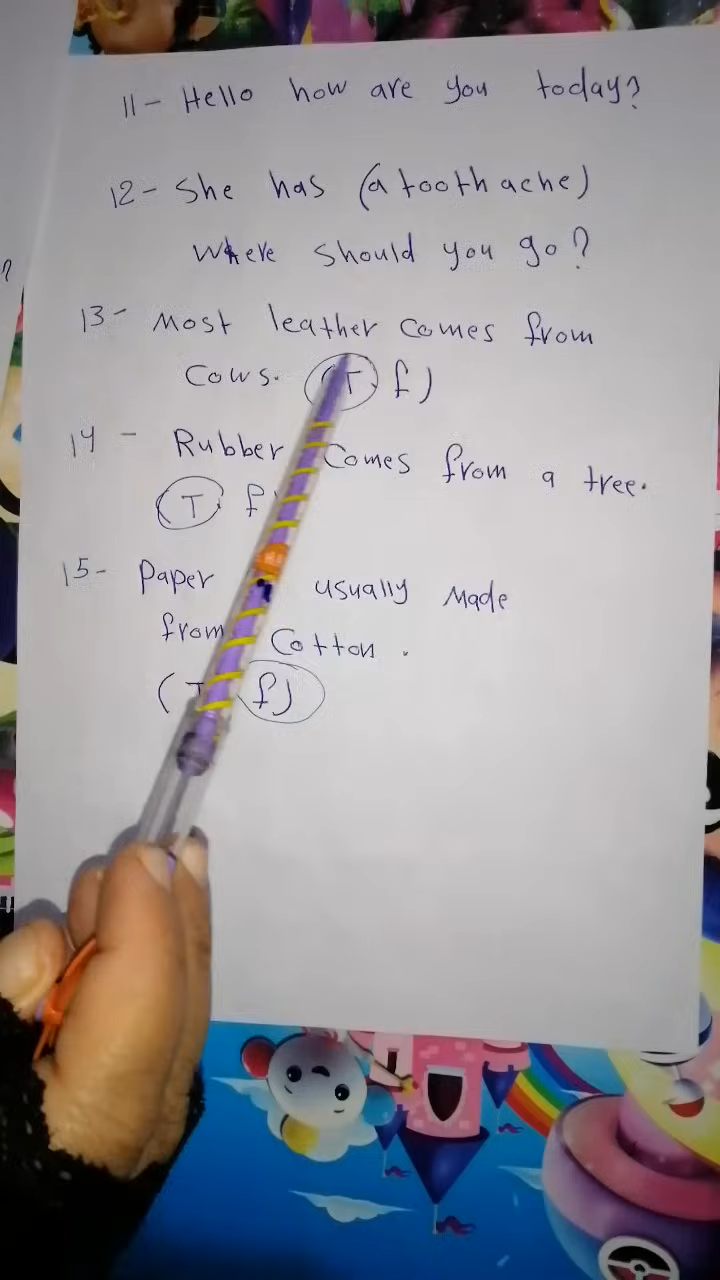 11- Hello how are you today?
12- She has (a toothache)
Where should you go?
13- Most leather comes from
Cows. (T f)
14- Rubber comes from a tree.
(T f
15- Paper usually Made
from Cotton.
(T f)
?